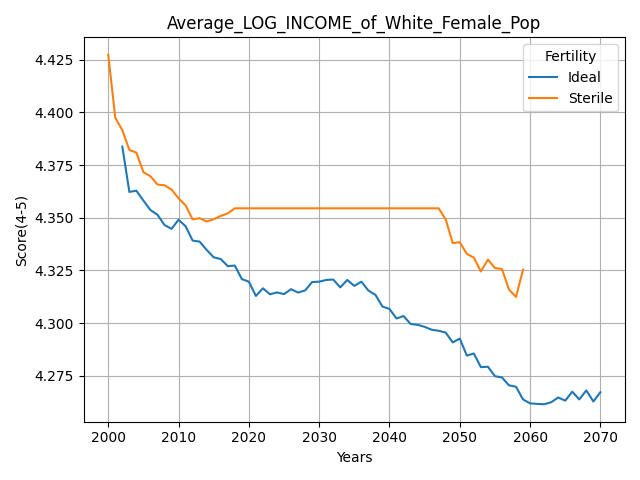 Average_LOG_INCOME_of_White_Female_Pop
Fertility
Ideal
Sterile
Score(4-5)
4.425
4.400
4.375
4.350
4.325
4.300
4.275
2000 2010 2020 2030 2040 2050 2060 2070
Years